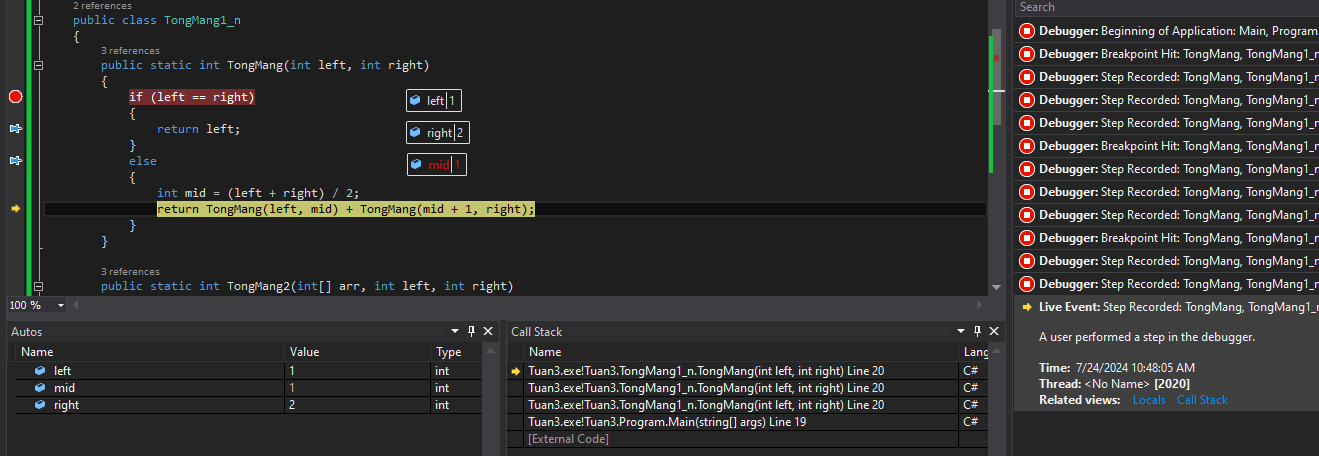 2 references
public class TongMang1_n
{
3 references
public static int TongMang(int left, int right)
{
if (left == right)
{
return left;
}
else
{
int mid = (left + right) / 2;
return TongMang(left, mid) + TongMang(mid + 1, right);
}
}
3 references
public static int TongMang2(int[] arr, int left, int right)
left 1
right 2
mid 1
100 %
Autos
Name Value Type
left 1 int
mid 1 int
right 2 int
Call Stack
Name Lang
Tuan3.exe!Tuan3.TongMang1_n.TongMang(int left, int right) Line 20 C#
Tuan3.exe!Tuan3.TongMang1_n.TongMang(int left, int right) Line 20 C#
Tuan3.exe!Tuan3.TongMang1_n.TongMang(int left, int right) Line 20 C#
Tuan3.exe!Tuan3.Program.Main(string[] args) Line 19 C#
[External Code]
Search
Debugger: Beginning of Application: Main, Program
Debugger: Breakpoint Hit: TongMang, TongMang1_n
Debugger: Step Recorded: TongMang, TongMang1_n
Debugger: Step Recorded: TongMang, TongMang1_n
Debugger: Step Recorded: TongMang, TongMang1_n
Debugger: Breakpoint Hit: TongMang, TongMang1_n
Debugger: Step Recorded: TongMang, TongMang1_n
Debugger: Step Recorded: TongMang, TongMang1_n
Debugger: Step Recorded: TongMang, TongMang1_n
Debugger: Breakpoint Hit: TongMang, TongMang1_n
Debugger: Step Recorded: TongMang, TongMang1_n
Debugger: Step Recorded: TongMang, TongMang1_n
Live Event: Step Recorded: TongMang, TongMang1_n
A user performed a step in the debugger.
Time: 7/24/2024 10:48:05 AM
Thread: <No Name> [2020]
Related views: Locals Call Stack